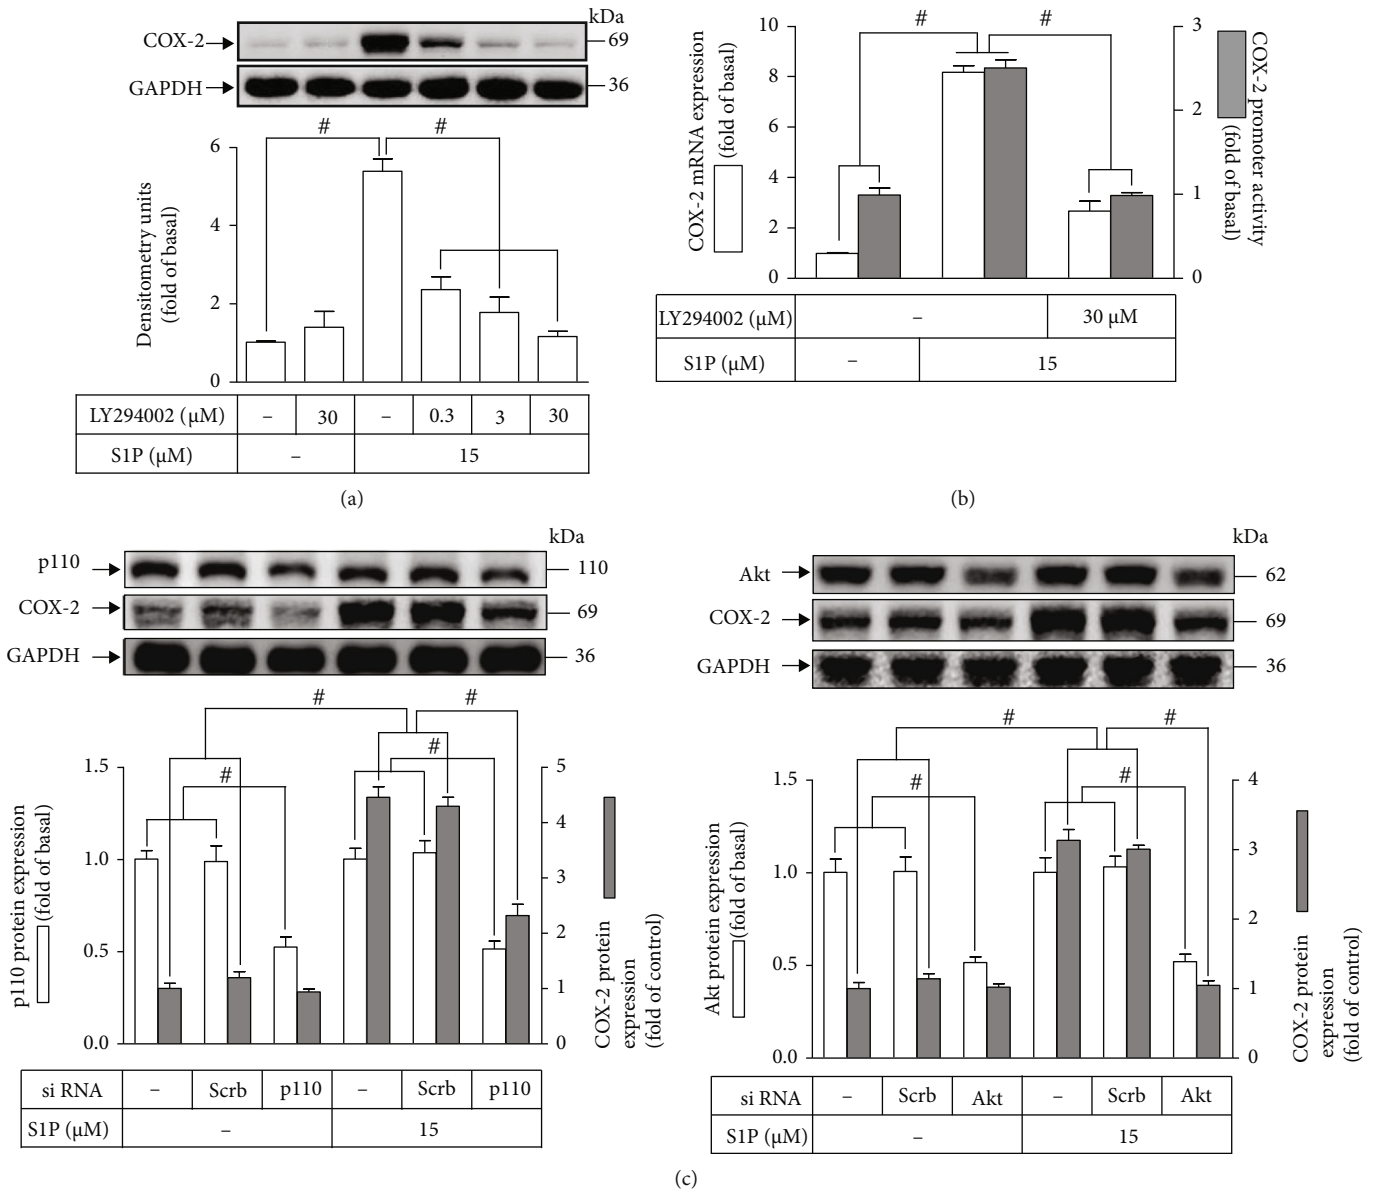 kDa
COX-2
69
GAPDH
36
# #
6
4
2
0
Densitometry units
(fold of basal)
LY294002 (μM) – 30 – 0.3 3 30
S1P (μM) – 15
(a)
# #
10
8
6
4
2
0
COX-2 mRNA expression
(fold of basal)
3
2
1
0
COX-2 promoter activity
(fold of basal)
LY294002 (μM) – 30 μM
S1P (μM) – 15
(b)
kDa
p110 110
COX-2 69
GAPDH 36
# #
#
#
1.5
1.0
0.5
0.0
p110 protein expression
(fold of basal)
5
4
3
2
1
0
COX-2 protein
expression
(fold of control)
si RNA – Scrb p110 – Scrb p110
S1P (μM) – 15
kDa
Akt 62
COX-2 69
GAPDH 36
# #
#
#
1.5
1.0
0.5
0.0
Akt protein expression
(fold of basal)
4
3
2
1
0
COX-2 protein
expression
(fold of control)
si RNA – Scrb Akt – Scrb Akt
S1P (μM) – 15
(c)